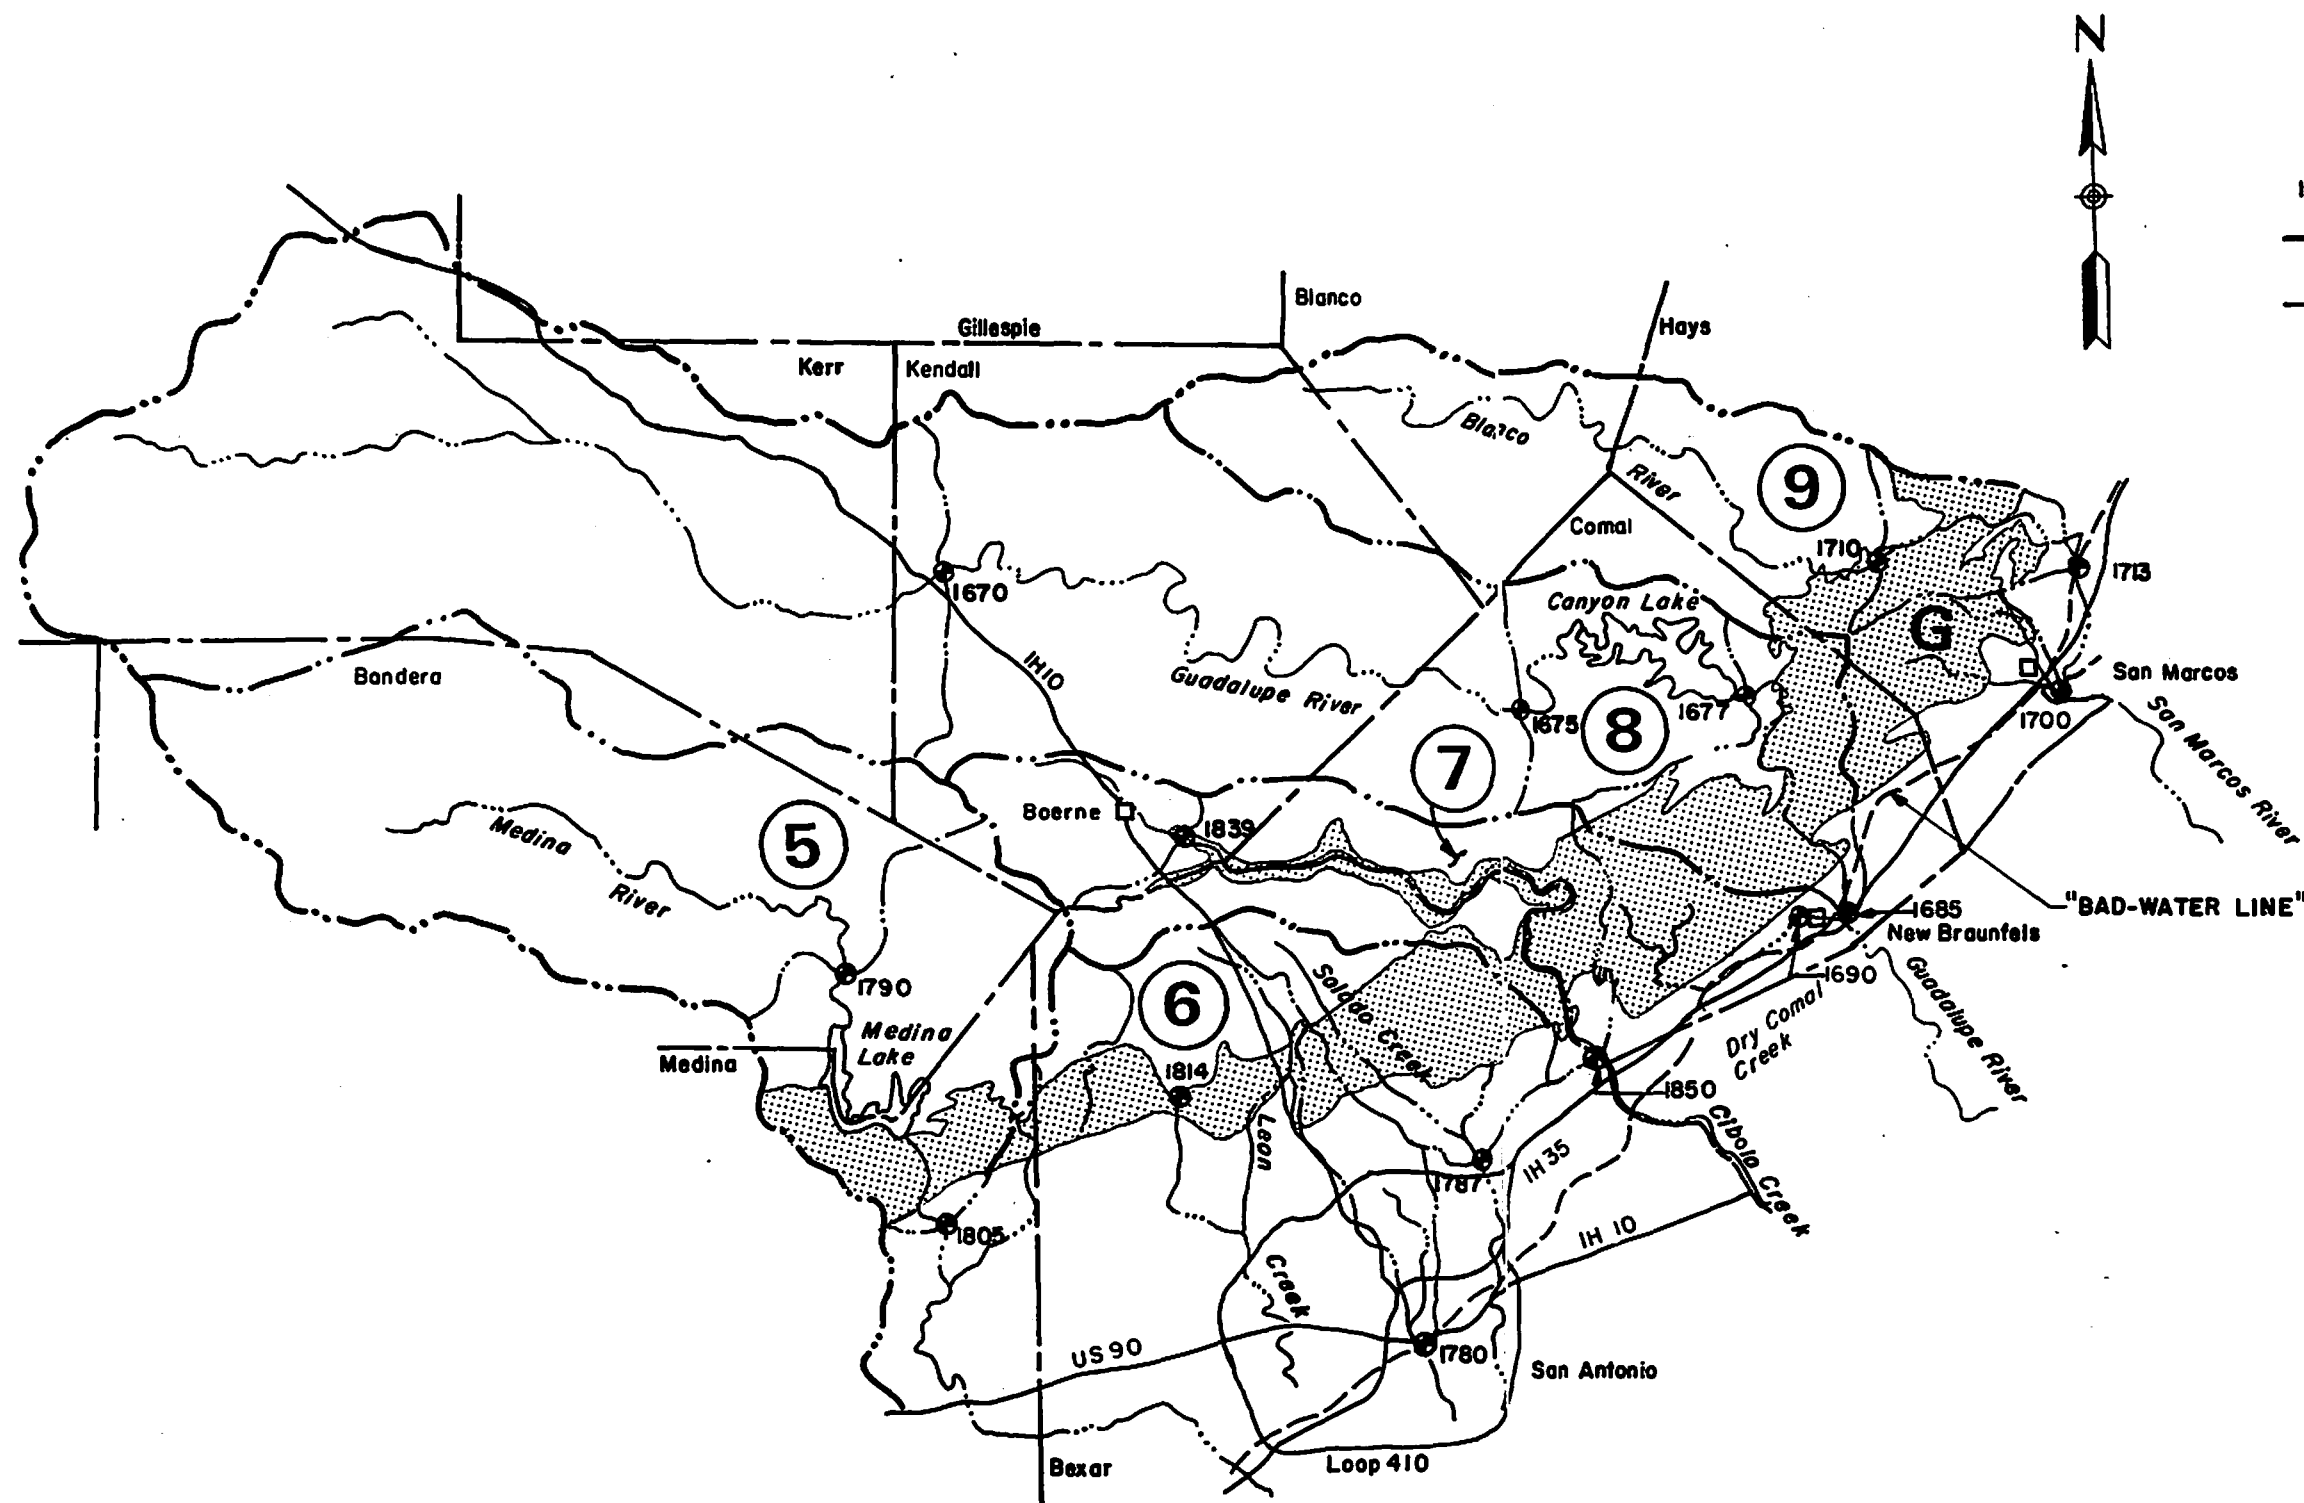 N
Blanco
Gillespie
Hays
Kerr
Kendall
Blanco
River
9
Comal
1710
1713
1670
Canyon Lake
G
IH10
Bandera
Guadalupe River
San Marcos
1675
8
1677
1700
San Marcos River
7
Boerne
1839
Medina
River
5
"BAD-WATER LINE"
1685
New Braunfels
1690
1790
6
Salado Creek
Guadalupe River
Dry Comal
Creek
Medina
Lake
Medina
1814
1850
Leon
Creek
Cibolo Creek
IH 35
1787
1805
IH 10
US 90
1780
San Antonio
Loop 410
Bexar